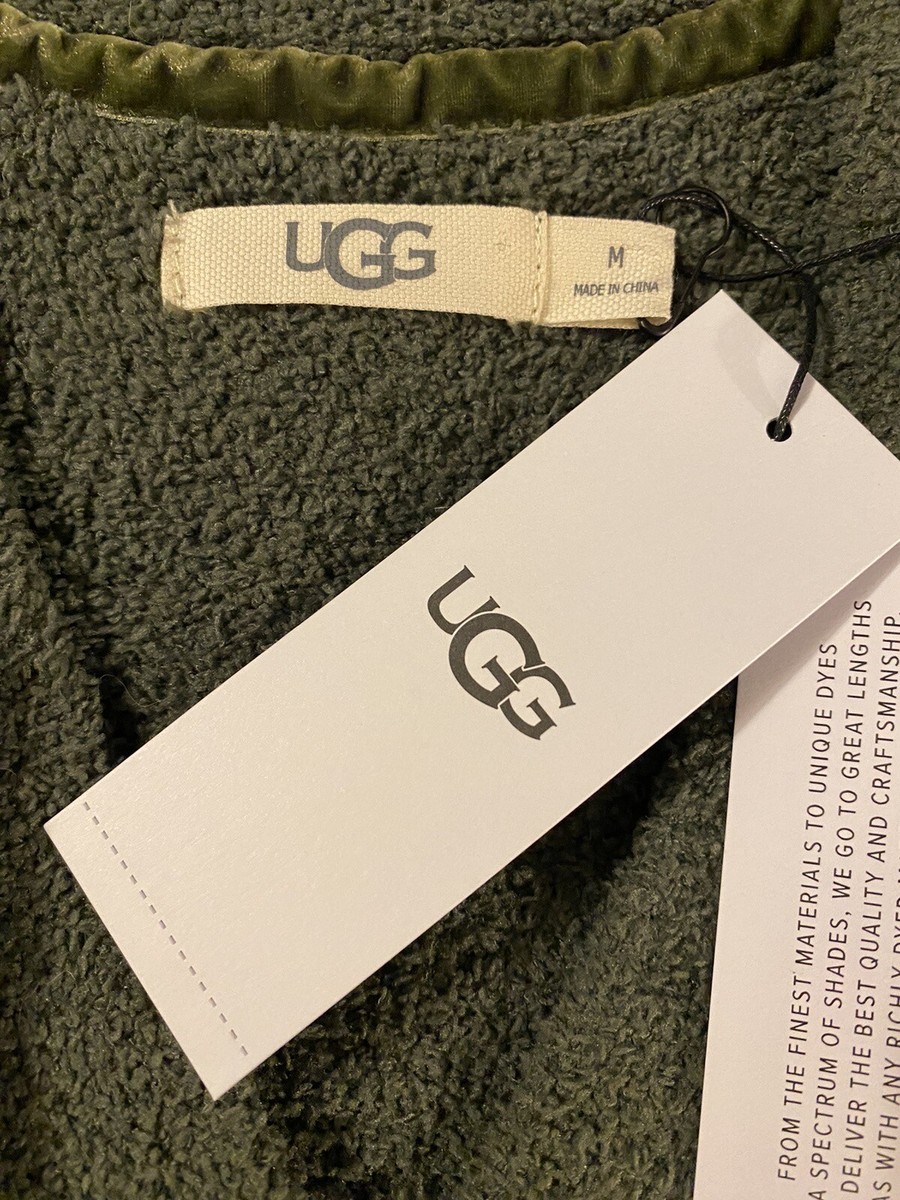 UGG
M
MADE IN CHINA
UGG
FROM THE FINEST MATERIALS TO UNIQUE DYES
A SPECTRUM OF SHADES, WE GO TO GREAT LENGTHS
DELIVER THE BEST QUALITY AND CRAFTSMANSHIP.
AS WITH ANY RICHLY DYED